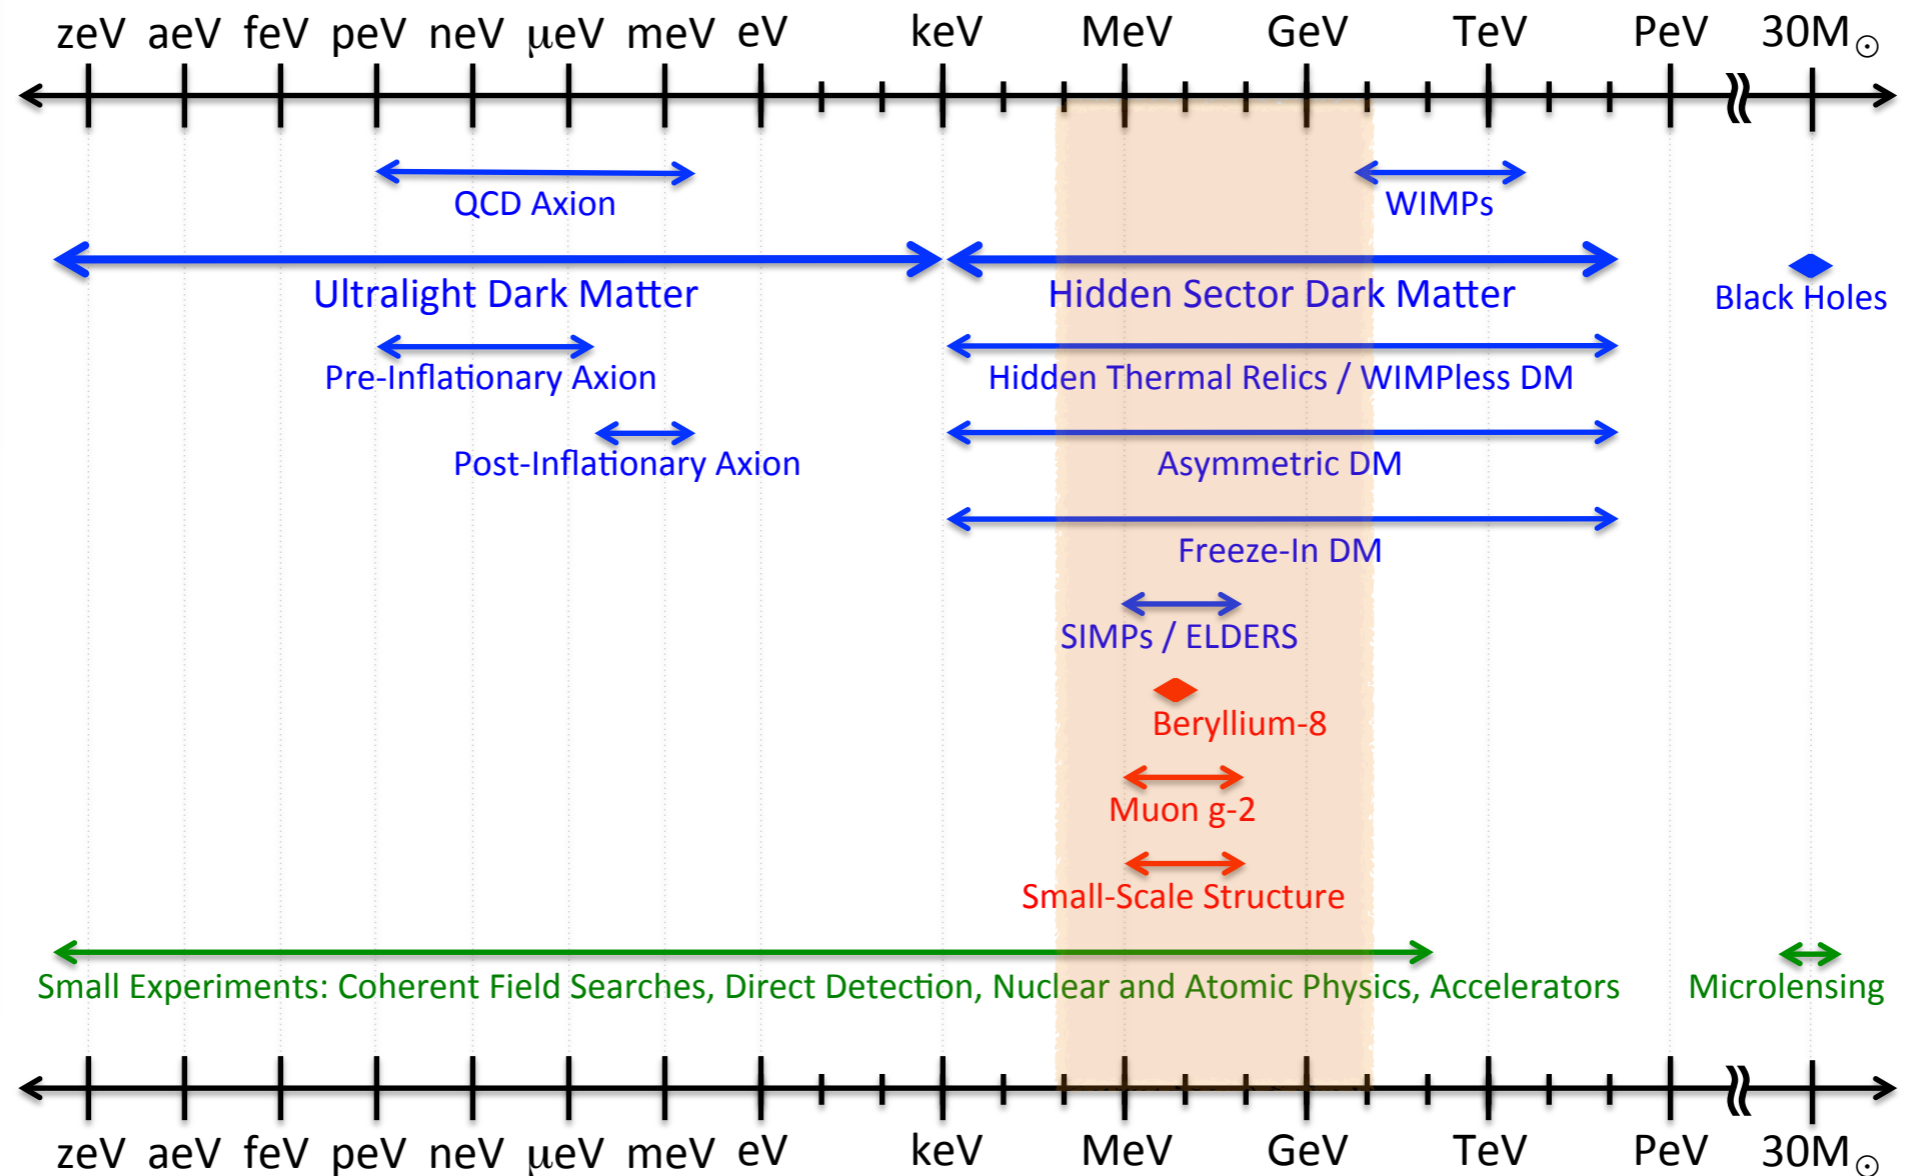 zeV aeV feV peV neV μeV meV eV keV MeV GeV TeV PeV 30M☉
QCD Axion WIMPs
Ultralight Dark Matter Hidden Sector Dark Matter Black Holes
Pre-Inflationary Axion Hidden Thermal Relics / WIMPless DM
Post-Inflationary Axion Asymmetric DM
Freeze-In DM
SIMPs / ELDERS
Beryllium-8
Muon g-2
Small-Scale Structure
Small Experiments: Coherent Field Searches, Direct Detection, Nuclear and Atomic Physics, Accelerators Microlensing
zeV aeV feV peV neV μeV meV eV keV MeV GeV TeV PeV 30M☉